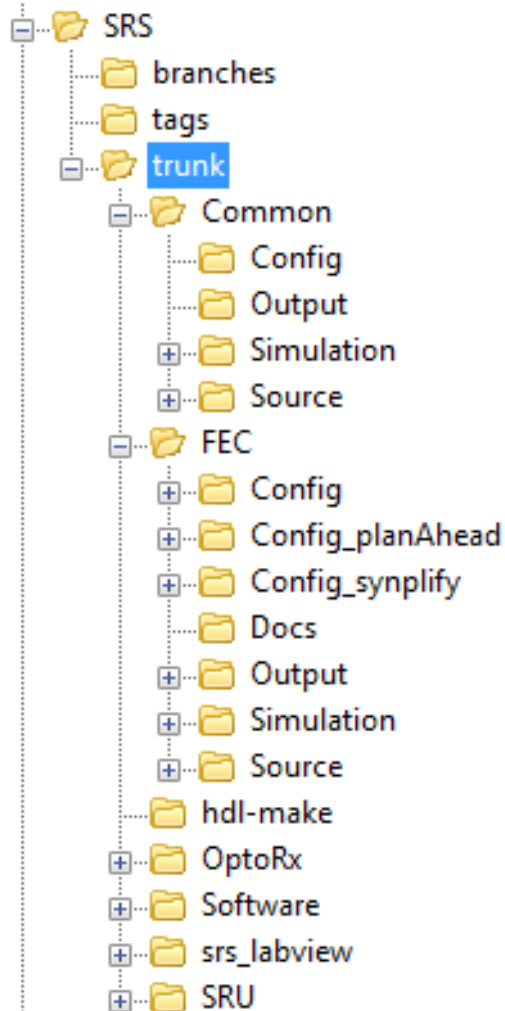 SRS
branches
tags
trunk
Common
Config
Output
Simulation
Source
FEC
Config
Config_planAhead
Config_synplify
Docs
Output
Simulation
Source
hdl-make
OptoRx
Software
srs_labview
SRU